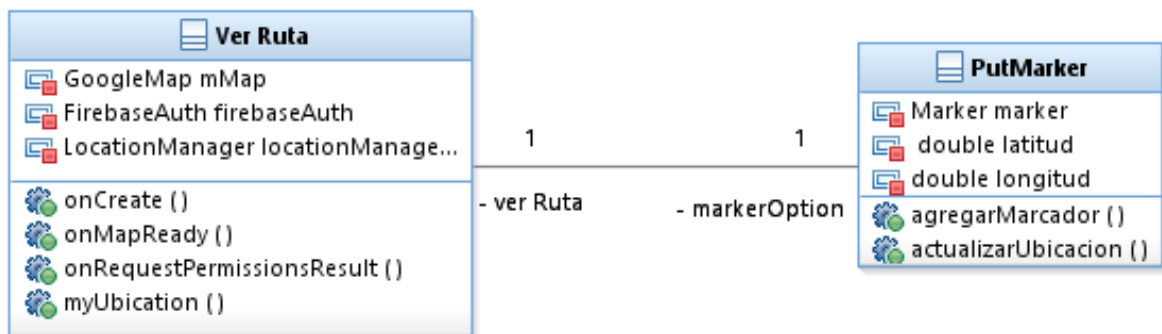 Ver Ruta
GoogleMap mMap
FirebaseAuth firebaseAuth
LocationManager locationManage...
onCreate ( )
onMapReady ( )
onRequestPermissionsResult ( )
myUbication ( )
1
1
- ver Ruta
- markerOption
PutMarker
Marker marker
double latitud
double longitud
agregarMarcador ( )
actualizarUbicacion ( )